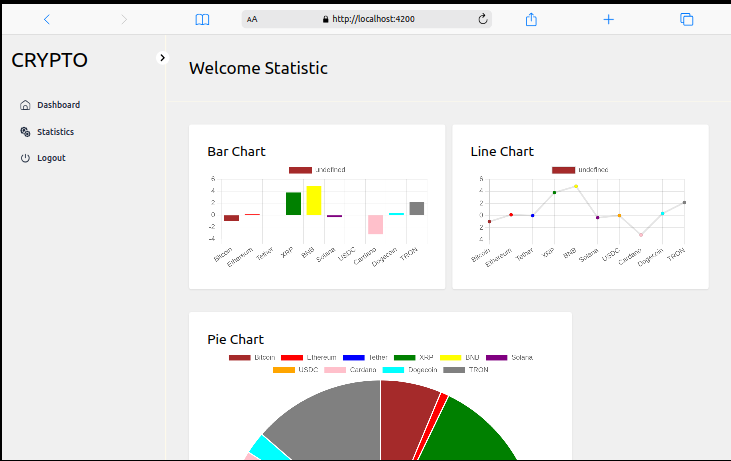 AA http://localhost:4200
CRYPTO
Dashboard
Statistics
Logout
Welcome Statistic
Bar Chart
undefined
6
4
2
0
-2
-4
Bitcoin Ethereum Tether XRP BNB Solana USDC Cardano Dogecoin TRON
Line Chart
undefined
6
4
2
0
-2
-4
Bitcoin Ethereum Tether XRP BNB Solana USDC Cardano Dogecoin TRON
Pie Chart
Bitcoin Ethereum Tether XRP BNB Solana
USDC Cardano Dogecoin TRON